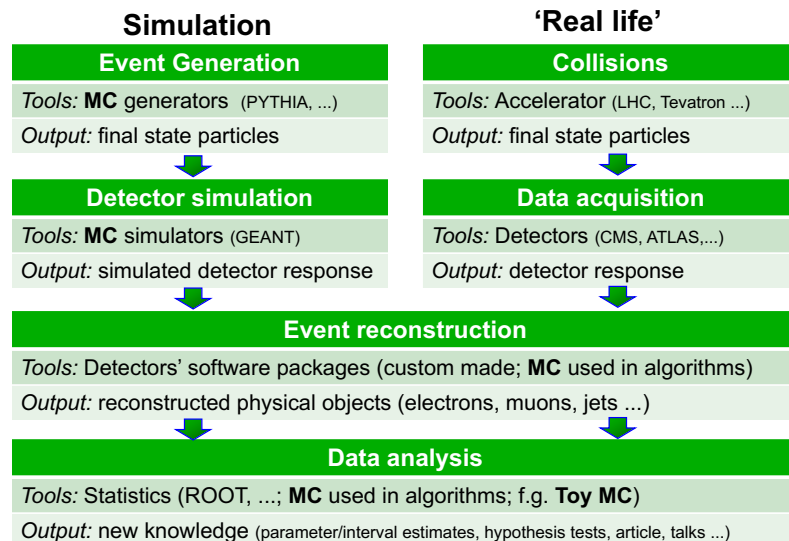 Simulation
Event Generation
Tools: MC generators (PYTHIA, ...)
Output: final state particles
Detector simulation
Tools: MC simulators (GEANT)
Output: simulated detector response
‘Real life’
Collisions
Tools: Accelerator (LHC, Tevatron ...)
Output: final state particles
Data acquisition
Tools: Detectors (CMS, ATLAS,...)
Output: detector response
Event reconstruction
Tools: Detectors’ software packages (custom made; MC used in algorithms)
Output: reconstructed physical objects (electrons, muons, jets ...)
Data analysis
Tools: Statistics (ROOT, ...; MC used in algorithms; f.g. Toy MC)
Output: new knowledge (parameter/interval estimates, hypothesis tests, article, talks ...)